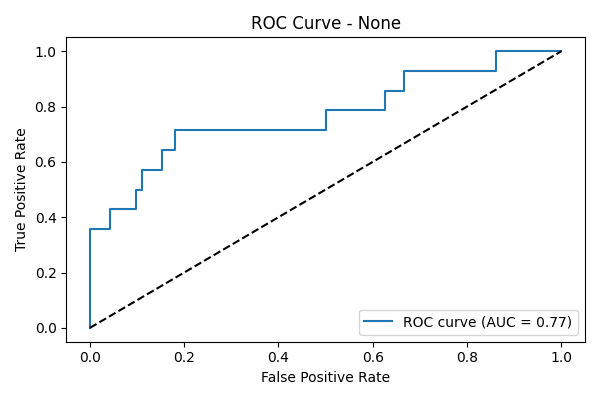 ROC Curve - None
True Positive Rate
1.0
0.8
0.6
0.4
0.2
0.0
0.0 0.2 0.4 0.6 0.8 1.0
False Positive Rate
ROC curve (AUC = 0.77)